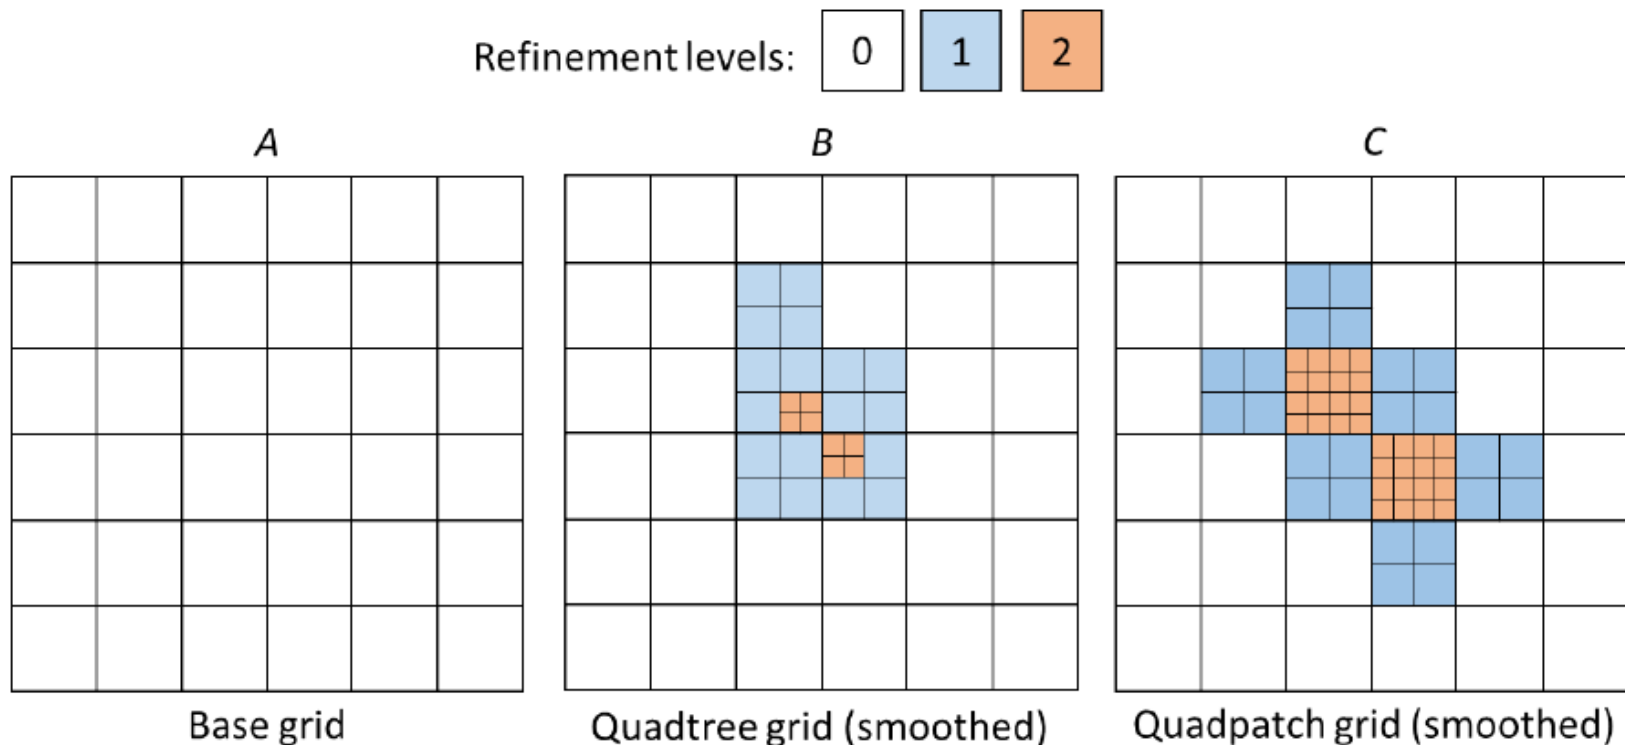 Refinement levels: 0 1 2
A B C
Base grid Quadtree grid (smoothed) Quadpatch grid (smoothed)